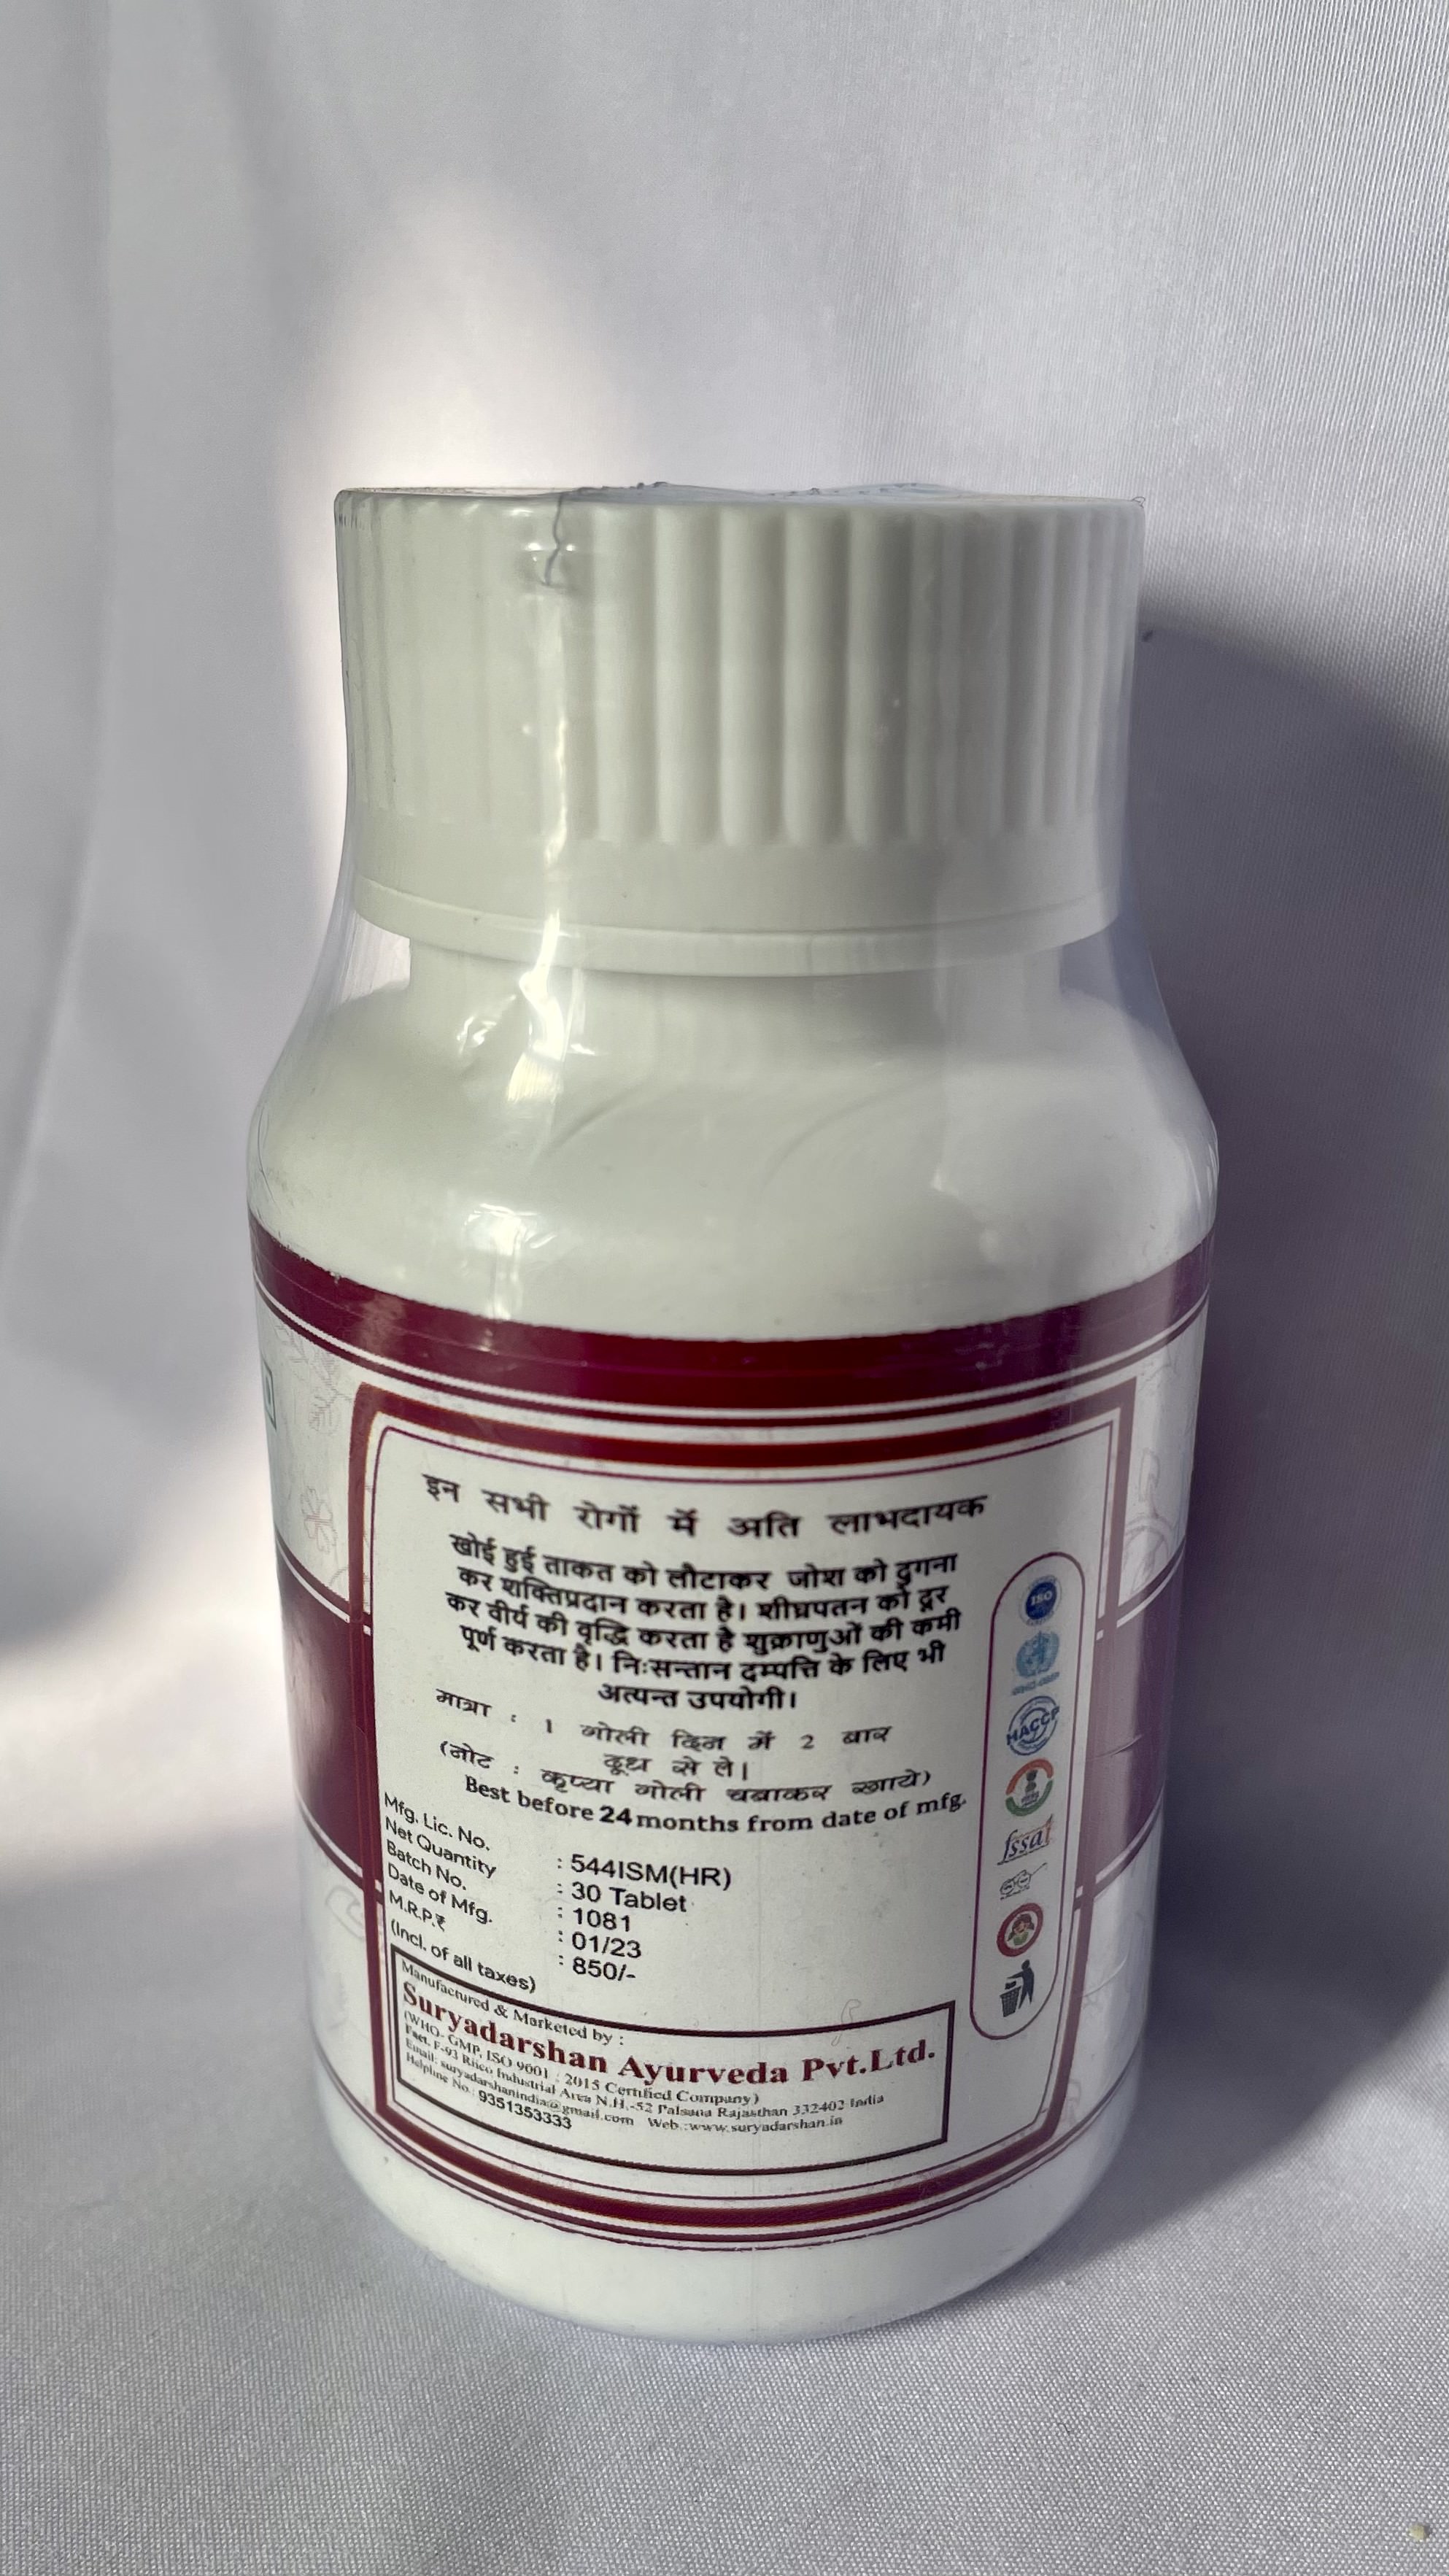 इन सभी रोगों में अति लाभदायक
खोई हुई ताकत को लौटाकर जोश को दुगना
कर शक्तिप्रदान करता है। शीघ्रपतन को दूर
कर वीर्य की वृद्धि करता है शुक्राणुओं की कमी
पूर्ण करता है। निःसन्तान दम्पत्ति के लिए भी
अत्यन्त उपयोगी।
मात्रा : 1 गोली दिन में 2 बार
दूध से ले।
(नोट : कृप्या गोली चबाकर खाये)
Best before 24 months from date of mfg.
Mfg. Lic. No. : 544ISM(HR)
Net Quantity : 30 Tablet
Batch No. : 1081
Date of Mfg. : 01/23
M.R.P.₹ : 850/-
(Incl. of all taxes)
Manufactured & Marketed by :
Suryadarshan Ayurveda Pvt.Ltd.
(WHO- GMP, ISO 9001 : 2015 Certified Company)
Fact. F-93 Riico Industrial Area N.H.-52 Palsana Rajasthan 332402 India
Email: suryadarshanindia@gmail.com Web.:www.suryadarshan.in
Helpline No.: 9351353333
ISO
HACCP
fssai